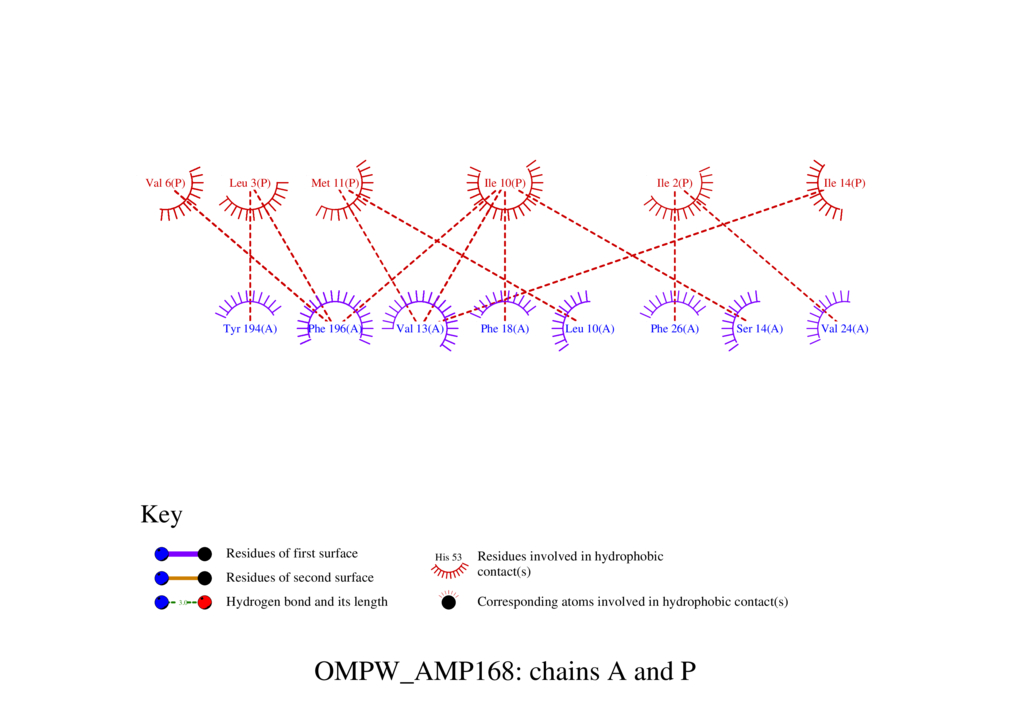 Val 6(P) Leu 3(P) Met 11(P) Ile 10(P) Ile 2(P) Ile 14(P)
Tyr 194(A) Phe 196(A) Val 13(A) Phe 18(A) Leu 10(A) Phe 26(A) Ser 14(A) Val 24(A)
Key
Residues of first surface
Residues of second surface
3.0
Hydrogen bond and its length
His 53
Residues involved in hydrophobic
contact(s)
Corresponding atoms involved in hydrophobic contact(s)
OMPW_AMP168: chains A and P